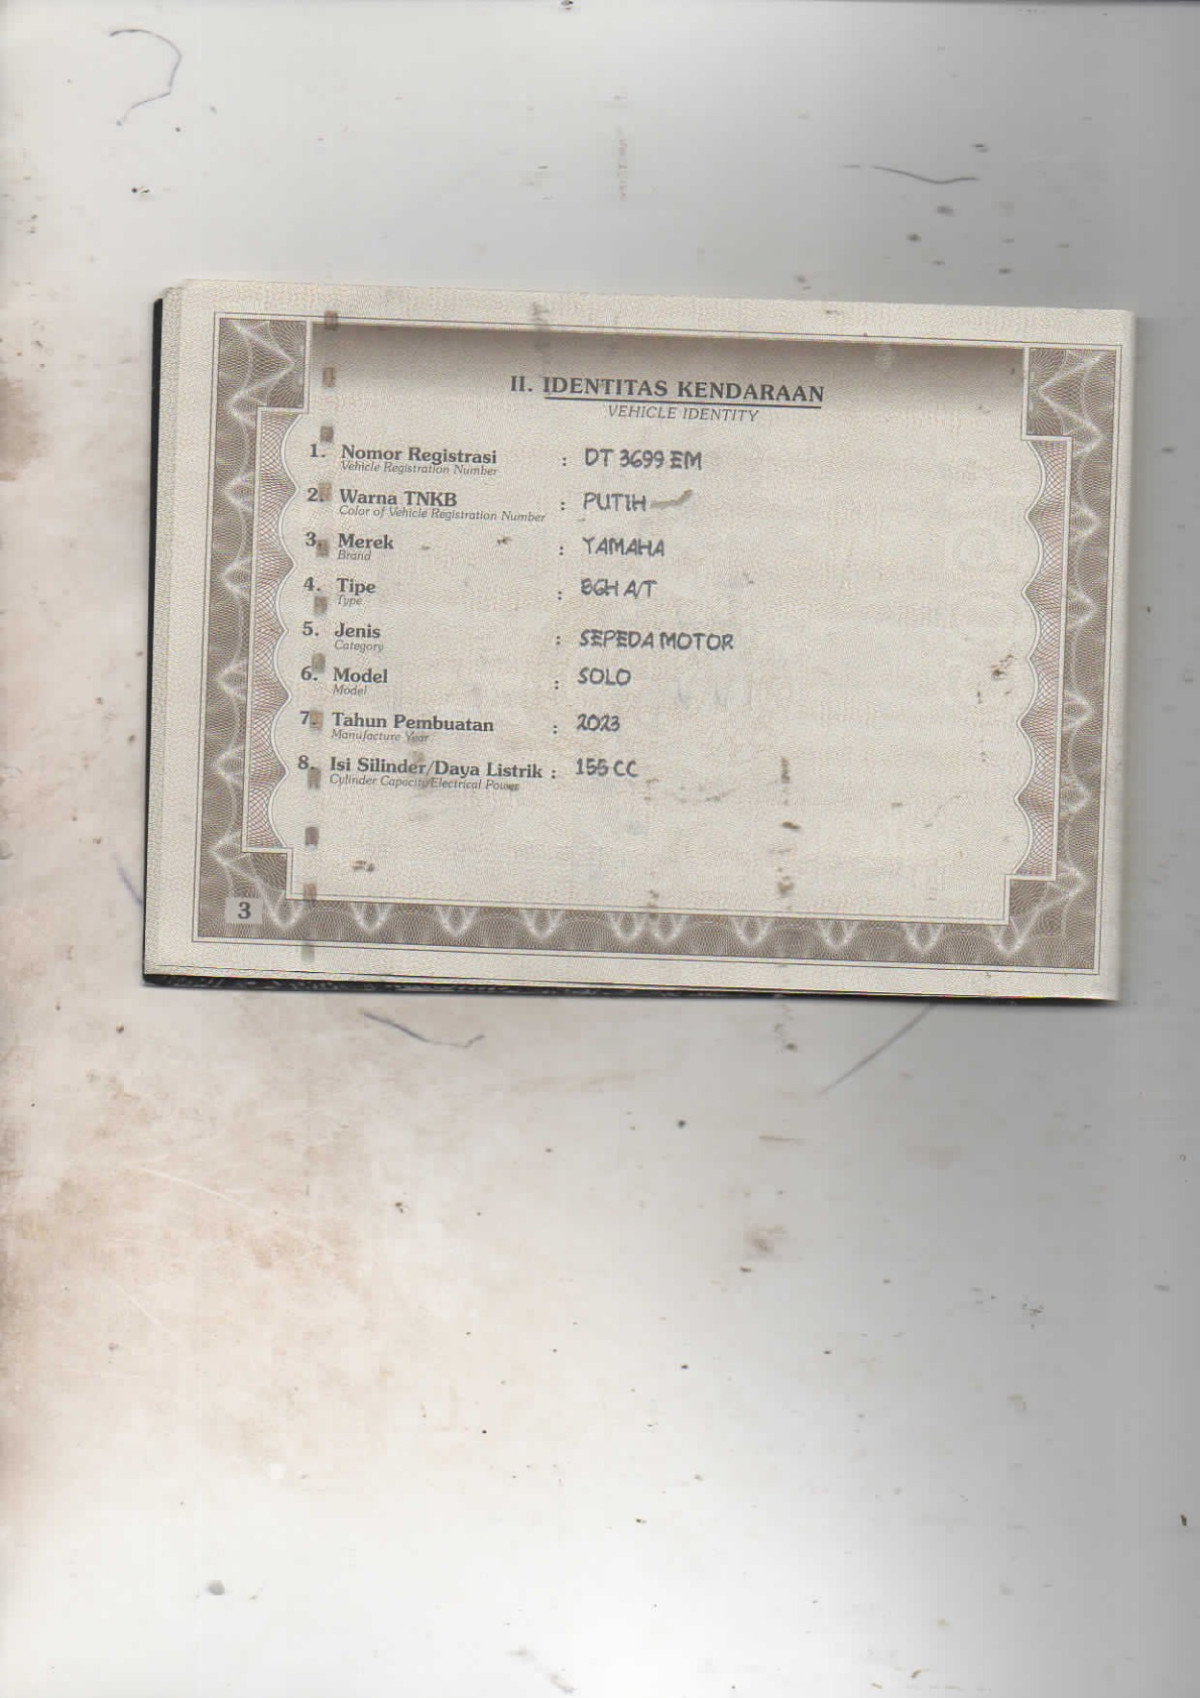 II. IDENTITAS KENDARAAN
VEHICLE IDENTITY
1. Nomor Registrasi : DT 3699 EM
Vehicle Registration Number
2. Warna TNKB : PUTIH
Color of Vehicle Registration Number
3. Merek : YAMAHA
Brand
4. Tipe : BGH A/T
Type
5. Jenis : SEPEDA MOTOR
Category
6. Model : SOLO
Model
7. Tahun Pembuatan : 2023
Manufacture Year
8. Isi Silinder/Daya Listrik : 155 CC
Cylinder Capacity/Electrical Power
3